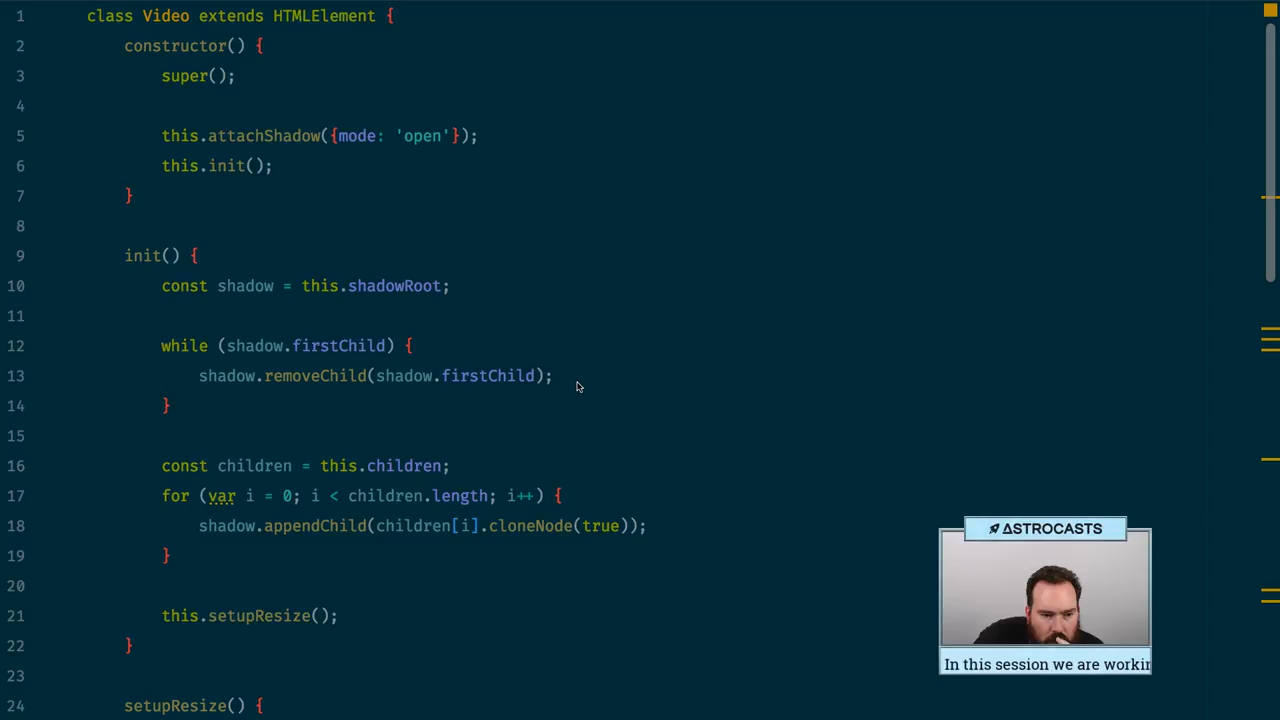 1 class Video extends HTMLElement {
2 constructor() {
3 super();
4
5 this.attachShadow({mode: 'open'});
6 this.init();
7 }
8
9 init() {
10 const shadow = this.shadowRoot;
11
12 while (shadow.firstChild) {
13 shadow.removeChild(shadow.firstChild);
14 }
15
16 const children = this.children;
17 for (var i = 0; i < children.length; i++) {
18 shadow.appendChild(children[i].cloneNode(true));
19 }
20
21 this.setupResize();
22 }
23
24 setupResize() {
ΔSTROCASTS
In this session we are workin